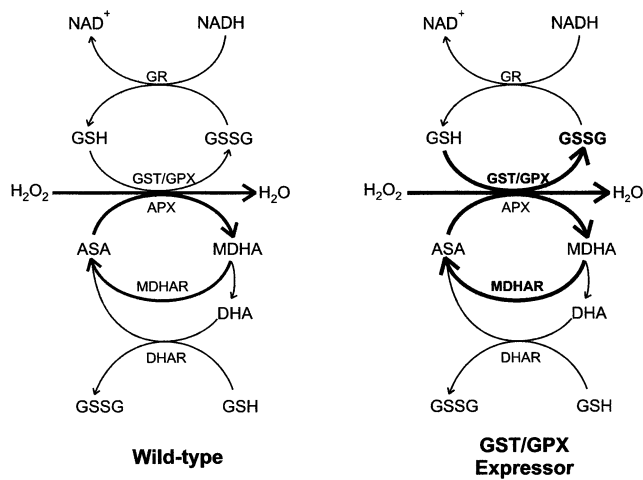 NAD+ NADH NAD+ NADH
GR GR
GSH GSSG GSH GSSG
GST/GPX GST/GPX
H2O2 H2O H2O2 H2O
APX APX
ASA MDHA ASA MDHA
MDHAR MDHAR
DHA DHA
DHAR DHAR
GSSG GSH GSSG GSH
Wild-type GST/GPX
Expressor